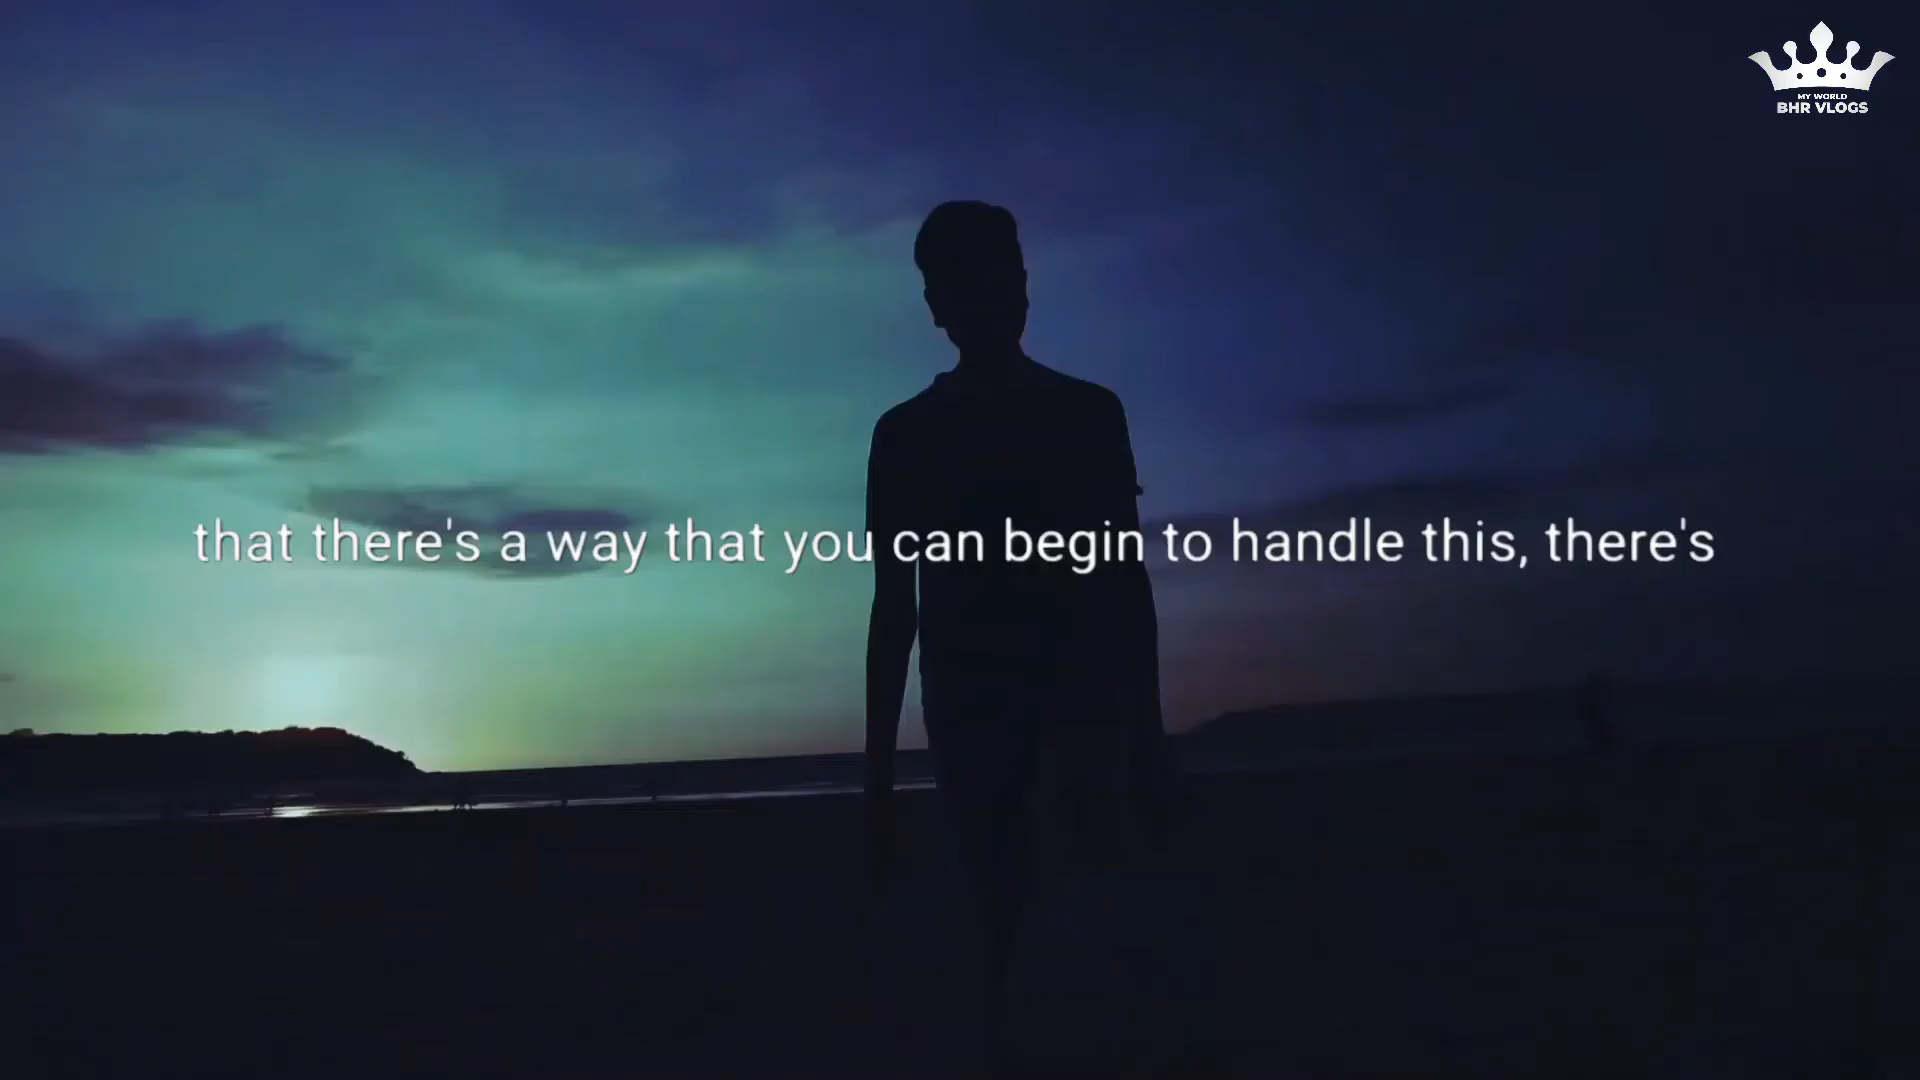 MY WORLD
BHR VLOGS
that there's a way that you can begin to handle this, there's